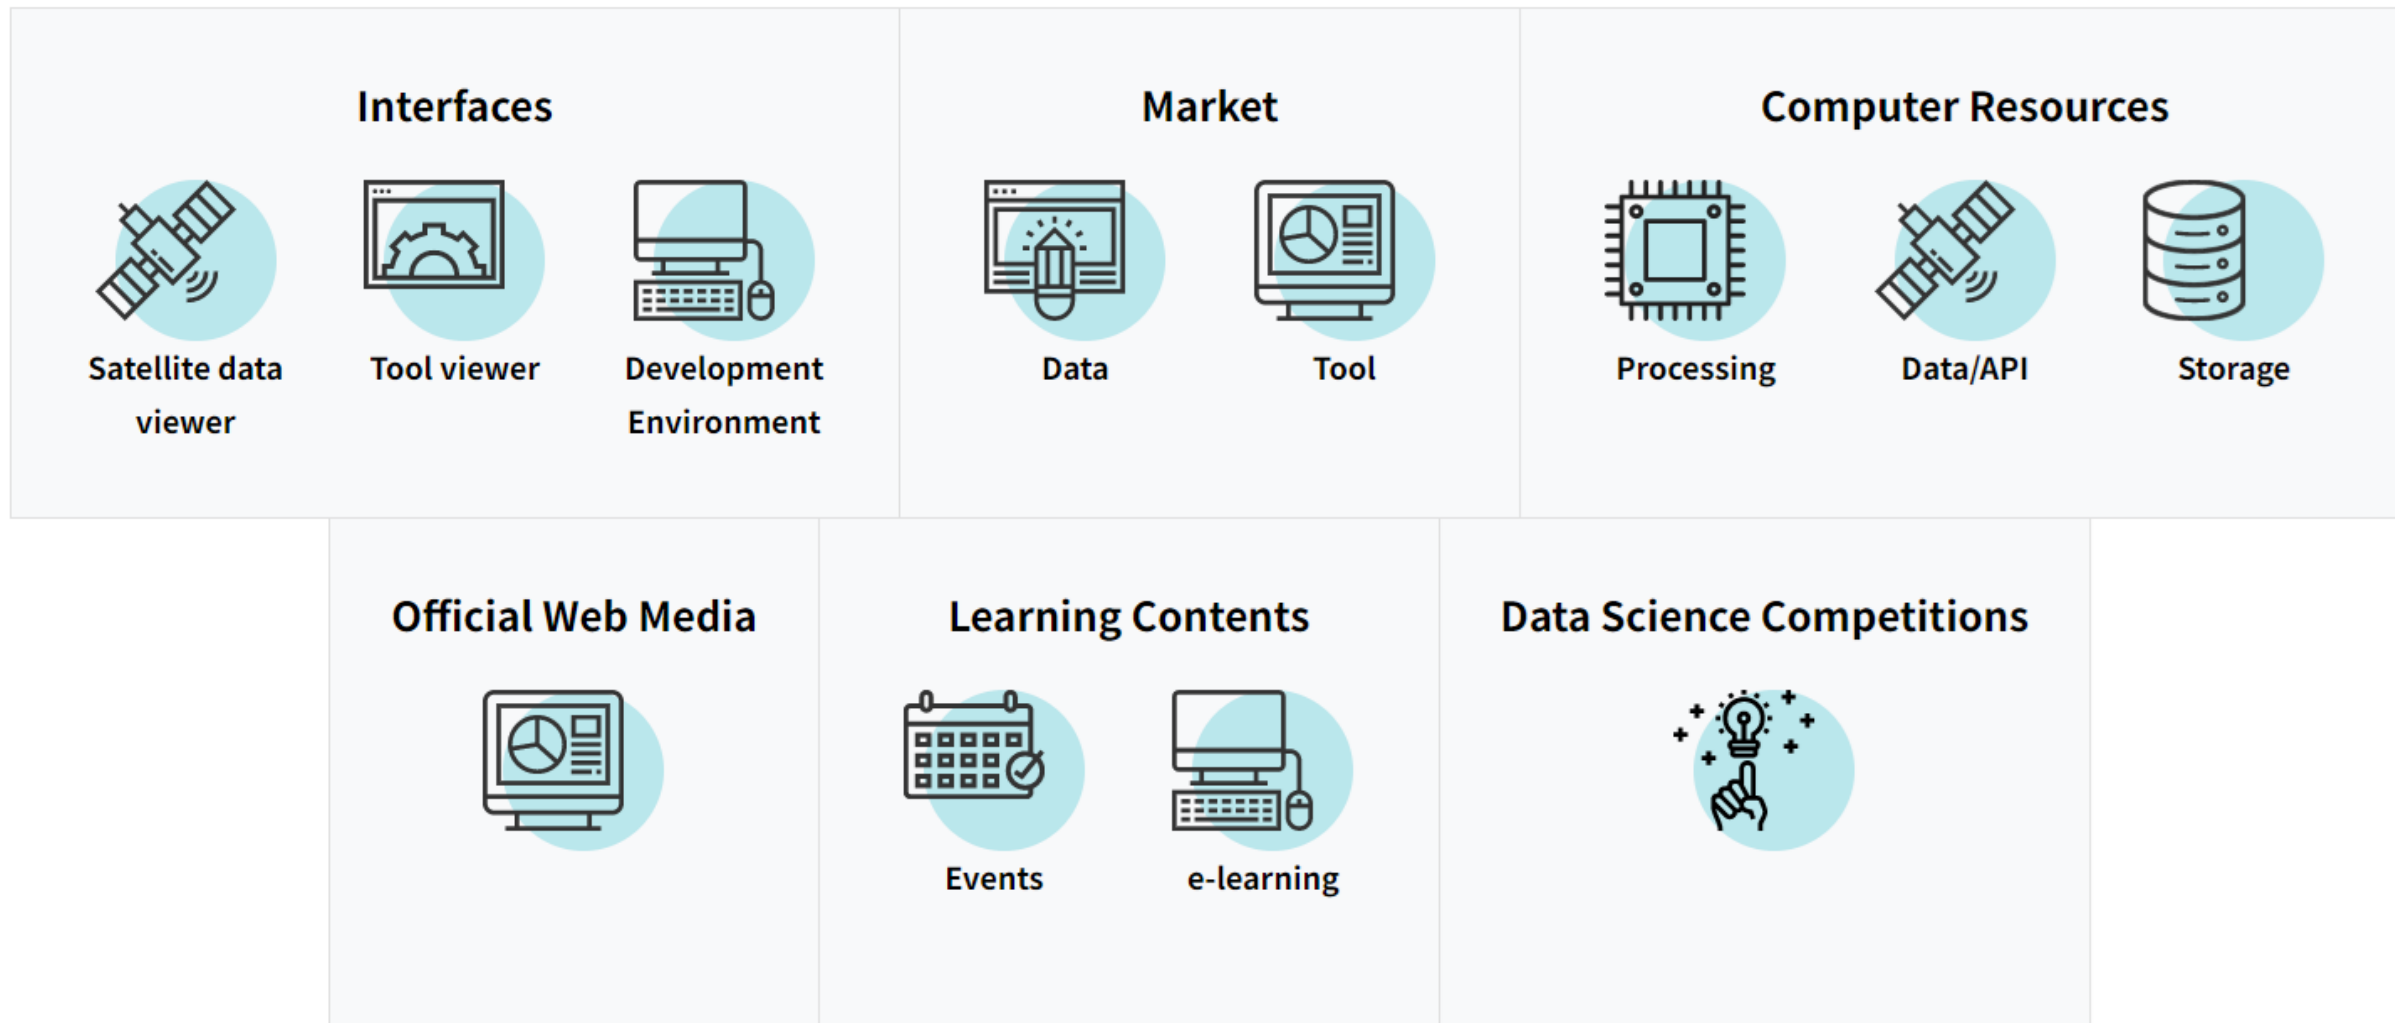 Interfaces
Market
Computer Resources
Satellite data
viewer
Tool viewer
Development
Environment
Data
Tool
Processing
Data/API
Storage
Official Web Media
Learning Contents
Data Science Competitions
Events
e-learning